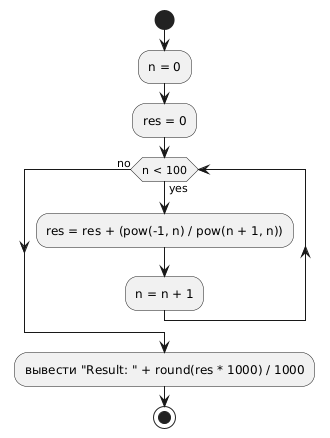 n = 0
res = 0
n < 100
no
yes
res = res + (pow(-1, n) / pow(n + 1, n))
n = n + 1
вывести "Result: " + round(res * 1000) / 1000